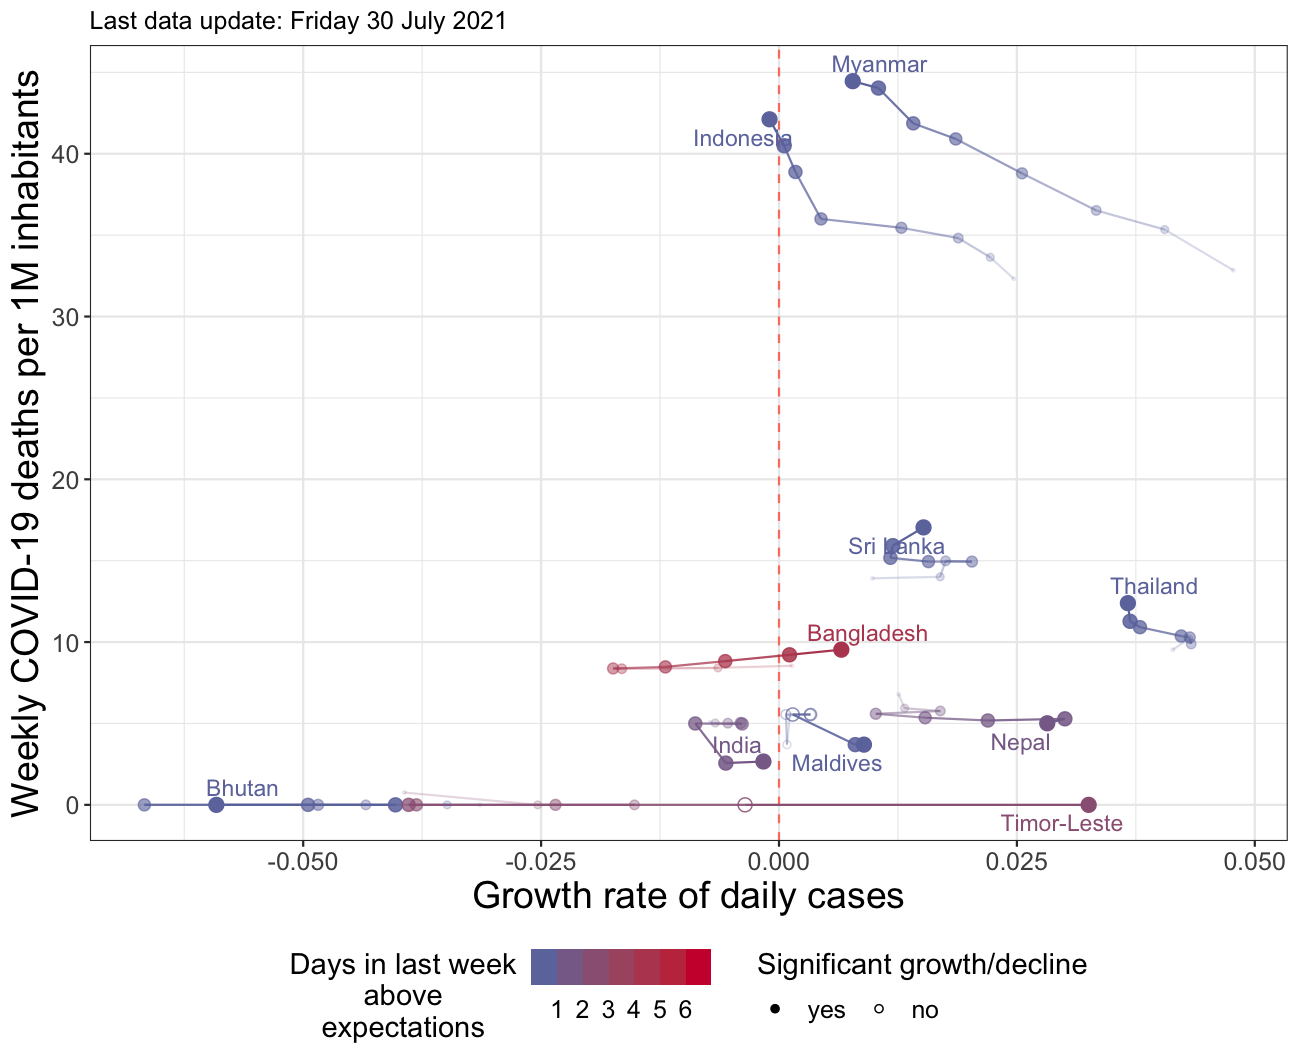 Last data update: Friday 30 July 2021
Weekly COVID-19 deaths per 1M inhabitants
40
30
20
10
0
Myanmar
Indonesia
Sri Lanka
Thailand
Bangladesh
India
Maldives
Nepal
Bhutan
Timor-Leste
-0.050
-0.025
0.000
0.025
0.050
Growth rate of daily cases
Days in last week
above
expectations
1 2 3 4 5 6
Significant growth/decline
yes no